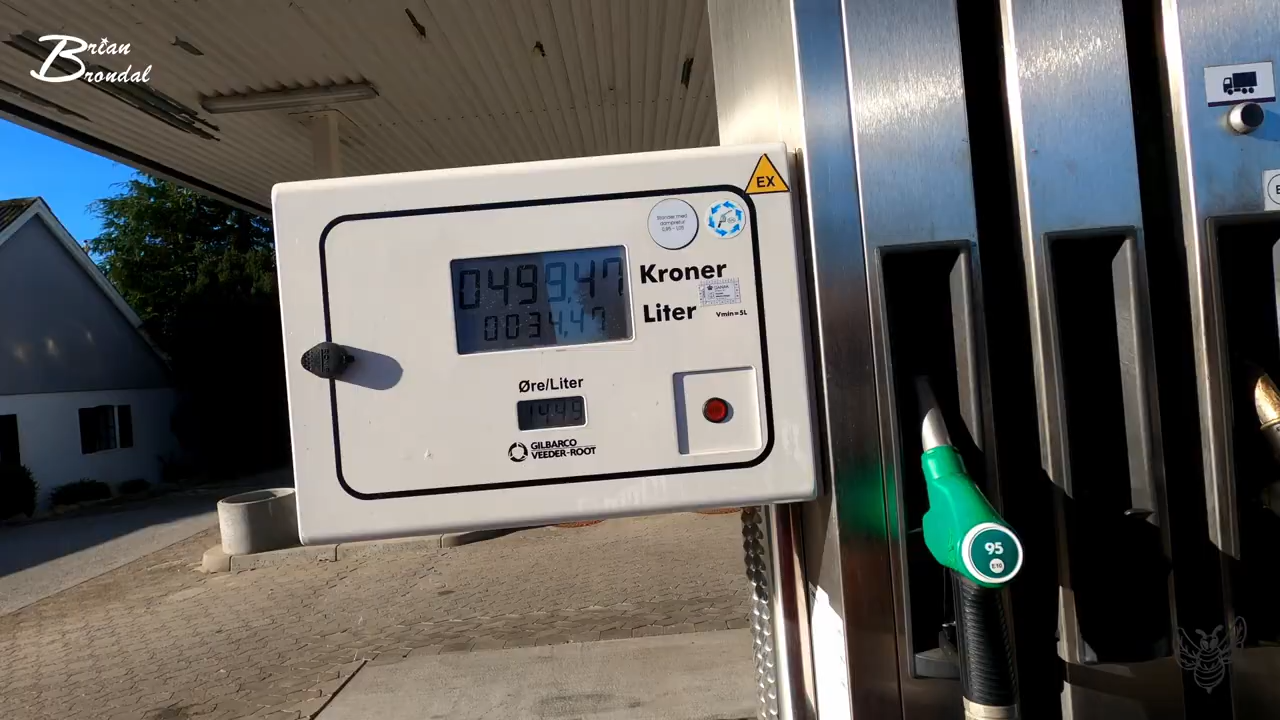 Brian
Brondal
EX
0499,47
Kroner
0034,47
Liter
Vmin=5L
Øre/Liter
1449
GILBARCO
VEEDER-ROOT
95
E10